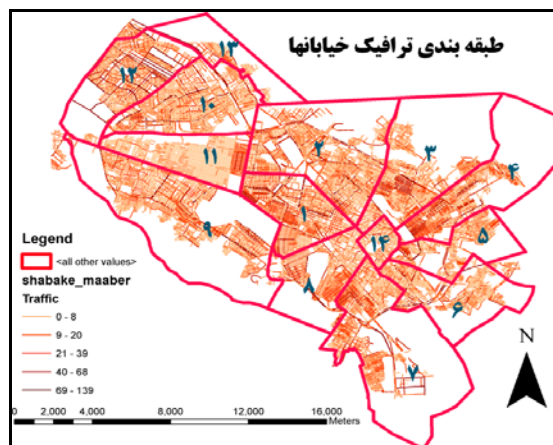 طبقه بندی ترافیک خیابانها
۱۳
۱۲
۱۰
۲
۳
۱۱
۴
۱
۹
۱۴
۵
۸
۶
۷
Legend
<all other values>
shabake_maaber
Traffic
0 - 8
9 - 20
21 - 39
40 - 68
69 - 139
N
0 2,000 4,000 8,000 12,000 16,000
Meters